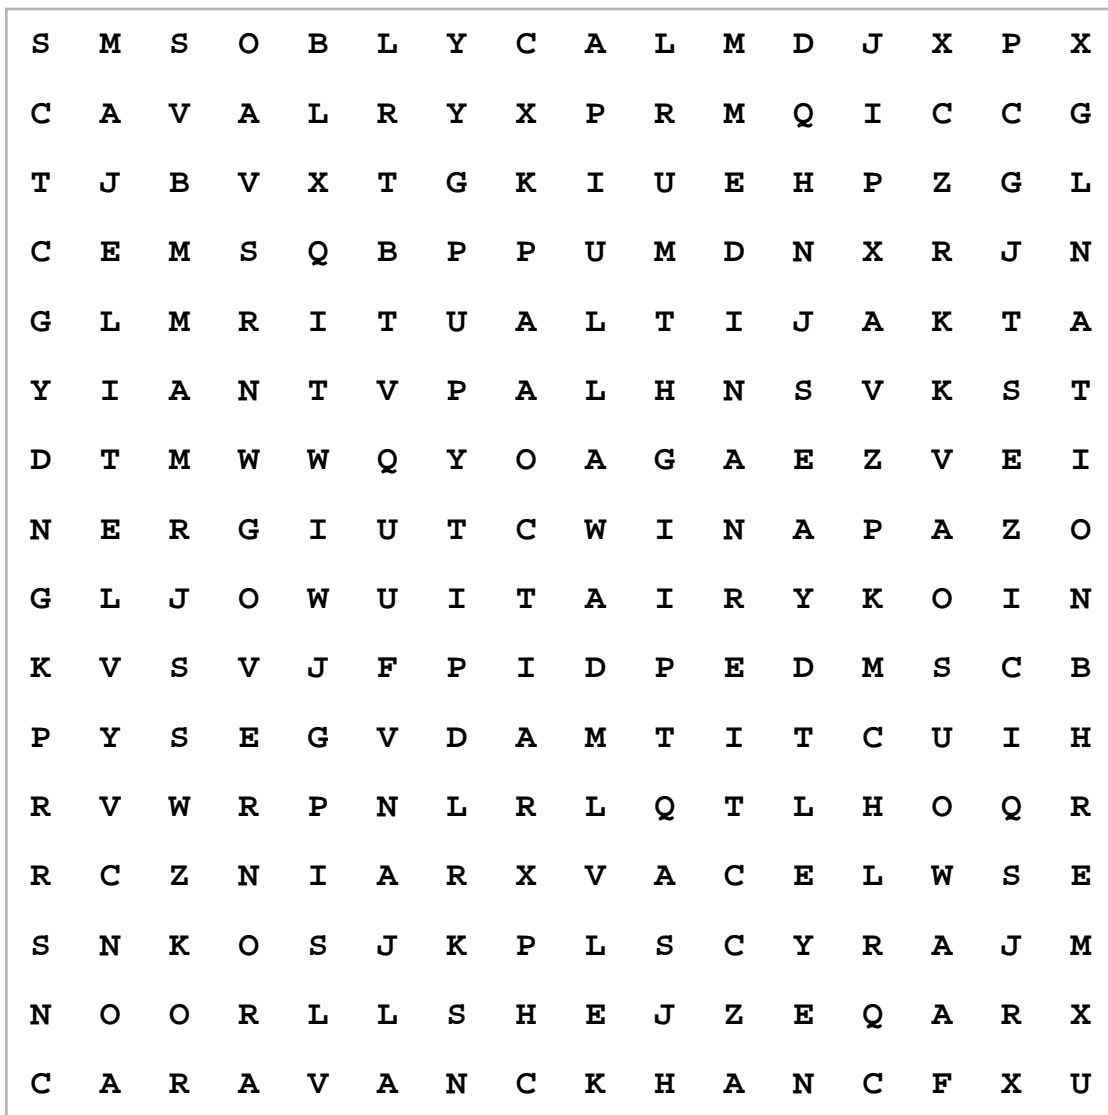 S M S O B L Y C A L M D J X P X
C A V A L R Y X P R M Q I C C G
T J B V X T G K I U E H P Z G L
C E M S Q B P P U M D N X R J N
G L M R I T U A L T I J A K T A
Y I A N T V P A L H N S V K S T
D T M W W Q Y O A G A E Z V E I
N E R G I U T C W I N A P A Z O
G L J O W U I T A I R Y K O I N
K V S V J F P I D P E D M S C B
P Y S E G V D A M T I T C U I H
R V W R P N L R L Q T L H O Q R
R C Z N I A R X V A C E L W S E
S N K O S J K P L S C Y R A J M
N O O R L L S H E J Z E Q A R X
C A R A V A N C K H A N C F X U